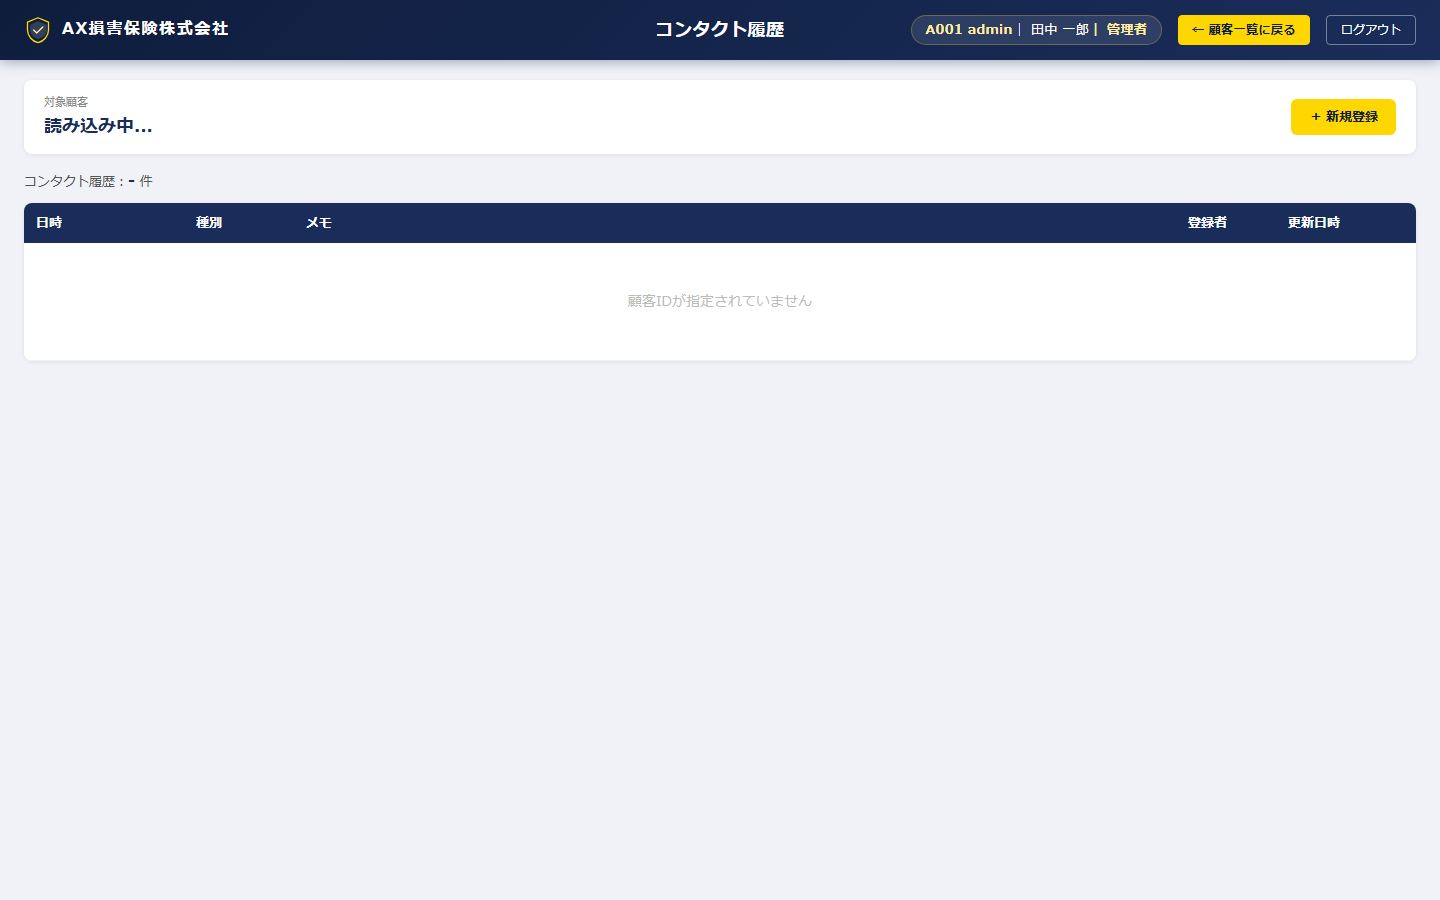 AX損害保険株式会社
コンタクト履歴
A001 admin | 田中 一郎 | 管理者
← 顧客一覧に戻る
ログアウト
対象顧客
読み込み中...
+ 新規登録
コンタクト履歴：- 件
日時 種別 メモ 登録者 更新日時
顧客IDが指定されていません